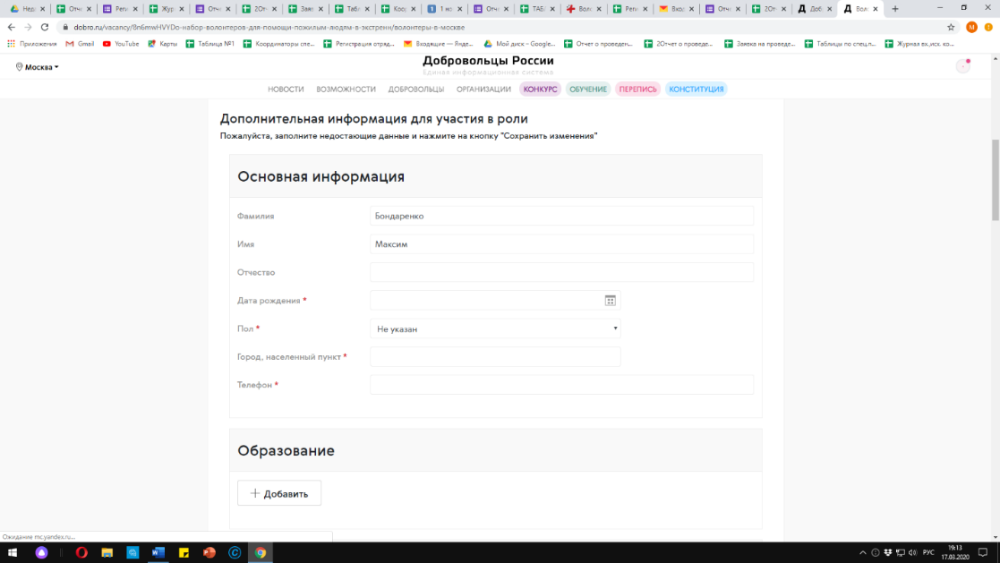 Нед
Отч
Реги
Жур
Отч
2От
Заяв
Табл
Коор
1 но
Отч
ТАБЛ
Воло
Реги
Вход
Отч
2От
Доб
Вол
dobro.ru/vacancy/8n6mwHVYDo-набор-волонтеров-для-помощи-пожилым-людям-в-экстренн/волонтеры-в-москве
М
Приложения
Gmail
YouTube
Карты
Таблица №1
Координаторы спе...
Регистрация отряд...
Входящие — Янде...
Мой диск – Google...
Отчет о проведен...
2Отчет о проведе...
Заявка на проведе...
Таблицы по спец.п...
Журнал вх,исх. ко...
Москва
Добровольцы России
Единая информационная система
НОВОСТИ ВОЗМОЖНОСТИ ДОБРОВОЛЬЦЫ ОРГАНИЗАЦИИ КОНКУРС ОБУЧЕНИЕ ПЕРЕПИСЬ КОНСТИТУЦИЯ
Дополнительная информация для участия в роли
Пожалуйста, заполните недостающие данные и нажмите на кнопку "Сохранить изменения"
Основная информация
Фамилия
Бондаренко
Имя
Максим
Отчество
Дата рождения *
Пол *
Не указан
Город, населенный пункт *
Телефон *
Образование
+ Добавить
Ожидание mc.yandex.ru...
РУС
19:13
17.03.2020